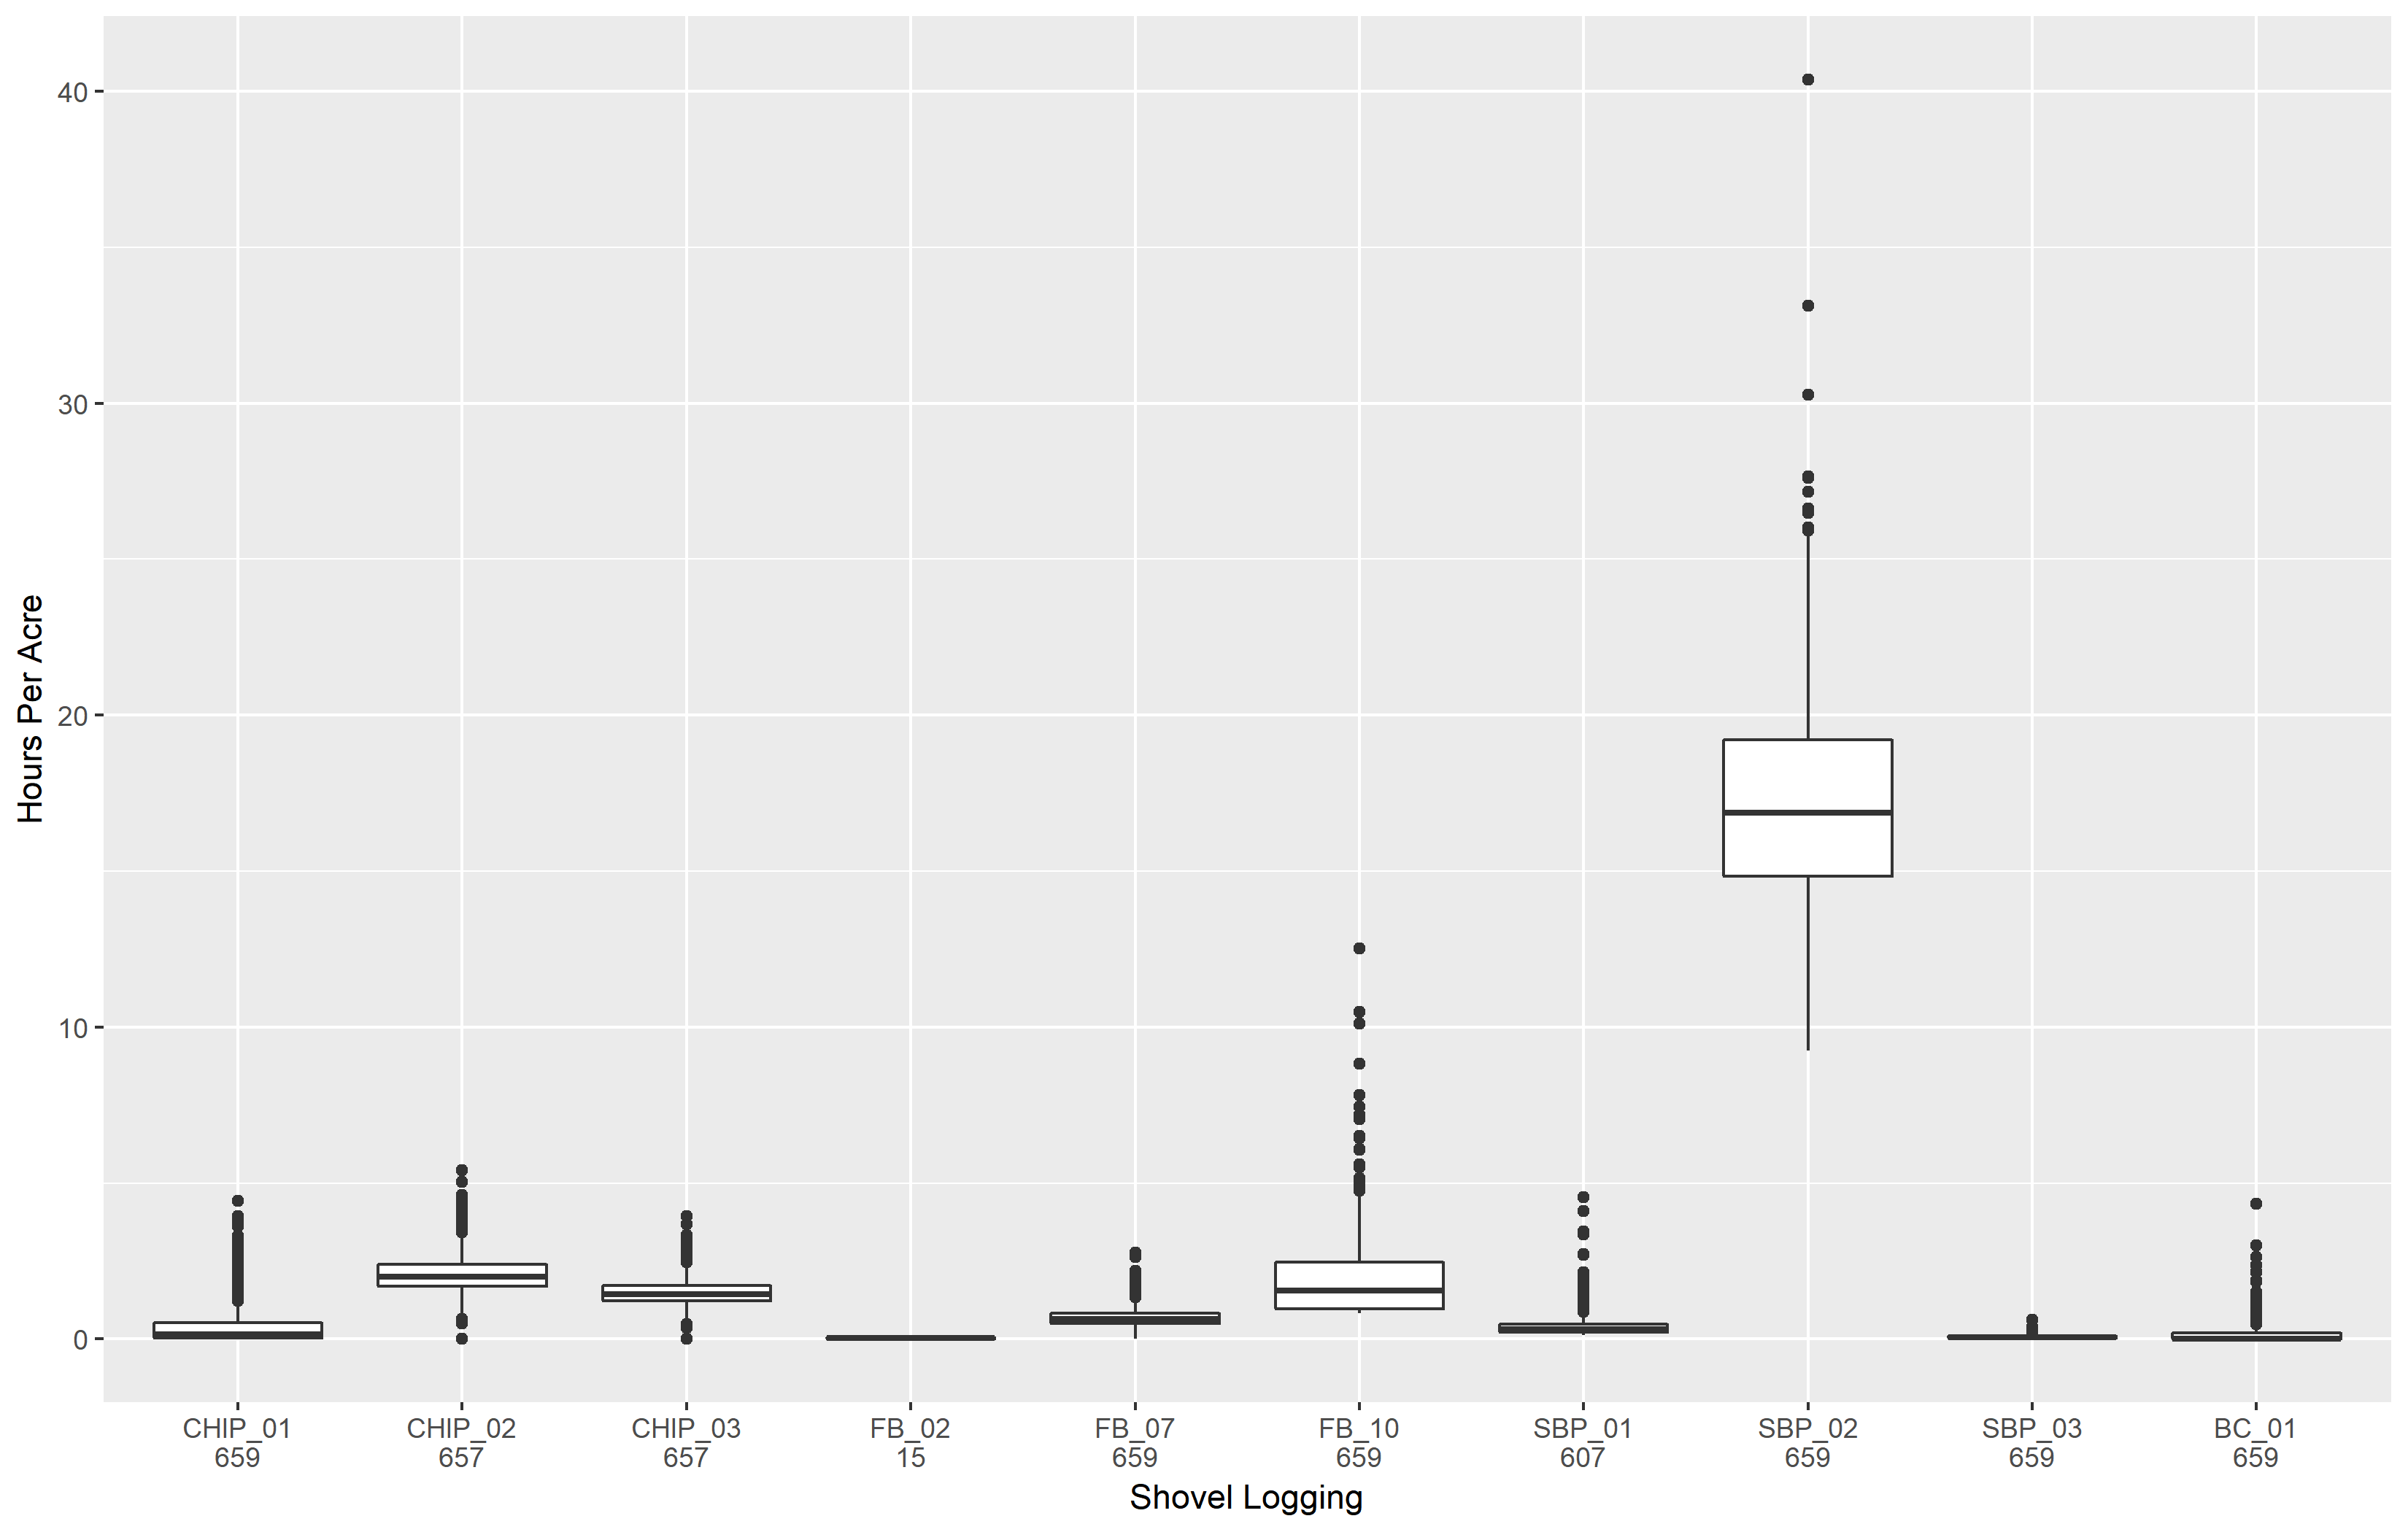 Hours Per Acre
40
30
20
10
0
CHIP_01 CHIP_02 CHIP_03 FB_02 FB_07 FB_10 SBP_01 SBP_02 SBP_03 BC_01
659 657 657 15 659 659 607 659 659 659
Shovel Logging